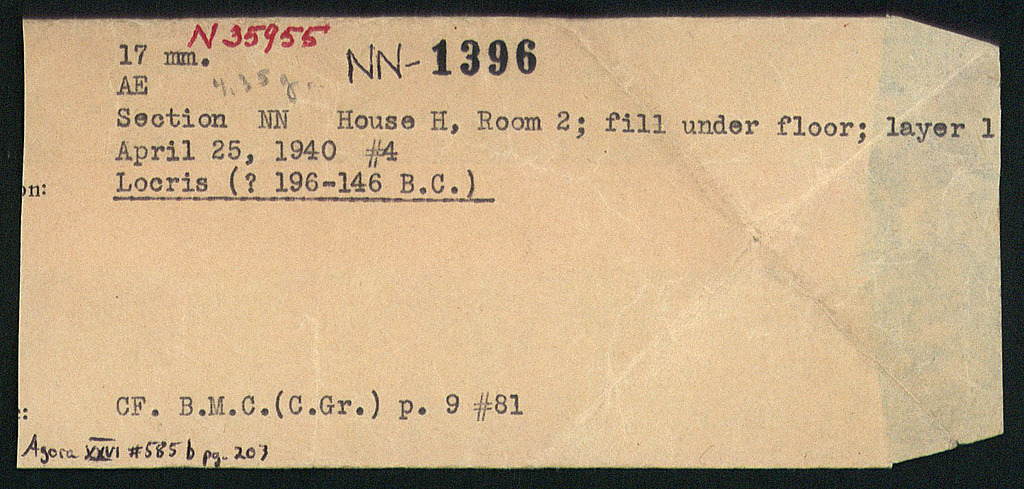 N 35955
17 mm.
NN-1396
AE 4.35 g.
Section NN House H, Room 2; fill under floor; layer 1
April 25, 1940 #4
on: Locris (? 196-146 B.C.)
: CF. B.M.C.(C.Gr.) p. 9 #81
Agora XXVI #585 b pg. 203